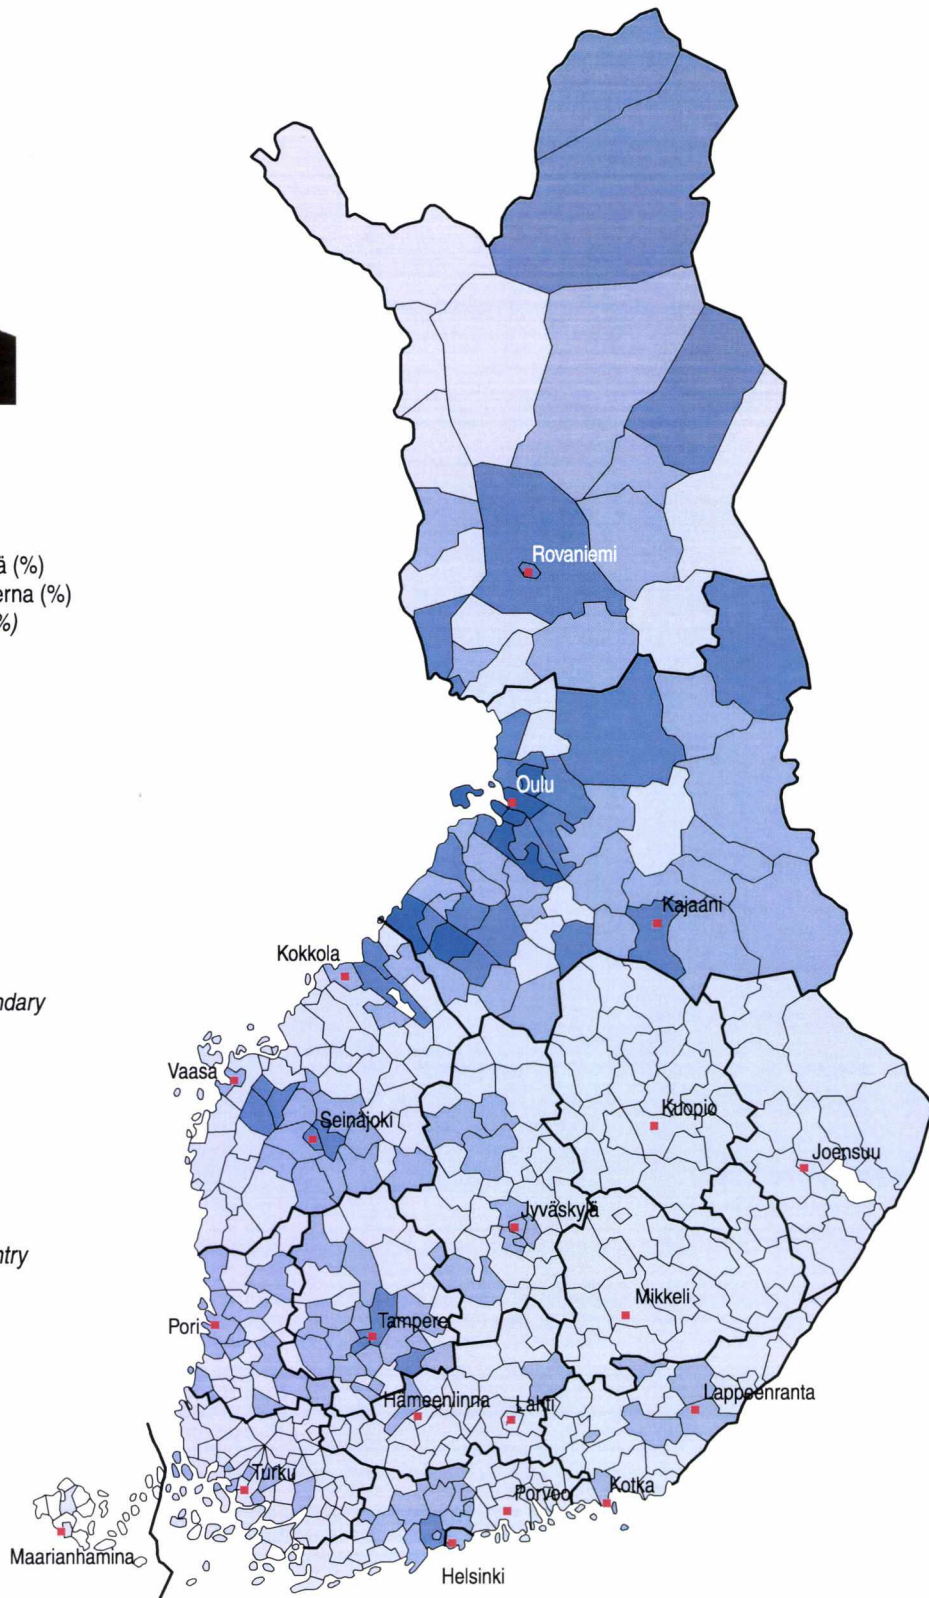 ä (%)
erna (%)
%)
Rovaniemi
Oulu
Kajaani
Kokkola
ndary
Vaasa
Seinäjoki
Kuopio
Joensuu
Jyväskylä
ntry
Mikkeli
Pori
Tampere
Lappeenranta
Hämeenlinna
Lahti
Turku
Porvoo
Kotka
Maarianhamina
Helsinki